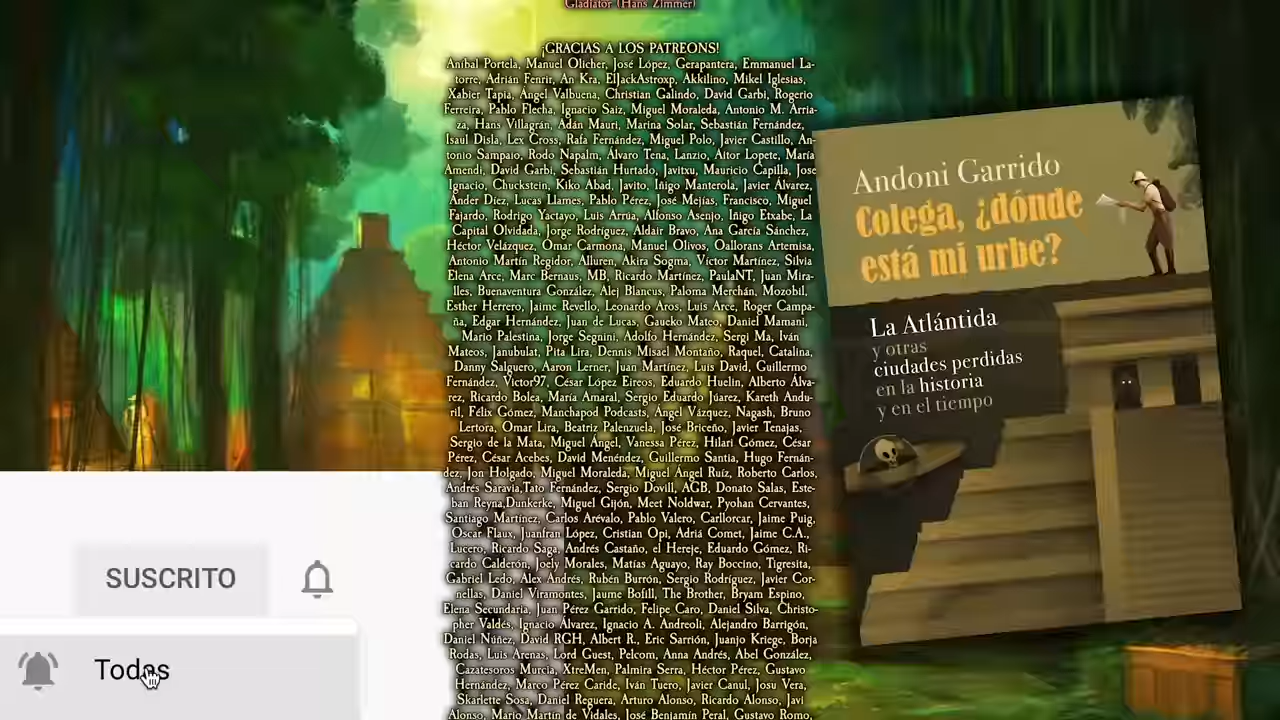 Gladiator (Hans Zimmer)
¡GRACIAS A LOS PATREONS!
Aníbal Portela, Manuel Olicher, José López, Gerapantera, Emmanuel La-
torre, Adrián Fenrir, An Kra, ElJackAstroxp, Akkilino, Mikel Iglesias,
Xabier Tapia, Ángel Valbuena, Christian Galindo, David Garbi, Rogerio
Ferreira, Pablo Flecha, Ignacio Saiz, Miguel Moraleda, Antonio M. Arria-
za, Hans Villagrán, Adán Mauri, Marina Solar, Sebastián Fernández,
Isaul Disla, Lex Cross, Rafa Fernández, Miguel Polo, Javier Castillo, An-
tonio Sampaio, Rodo Napalm, Álvaro Tena, Lanzio, Aitor Lopete, María
Amendi, David Garbi, Sebastián Hurtado, Javitxu, Mauricio Capilla, Jose
Ignacio, Chuckstein, Kiko Abad, Javito, Iñigo Manterola, Javier Álvarez,
Ander Díez, Lucas Llames, Pablo Pérez, José Mejías, Francisco, Miguel
Fajardo, Rodrigo Yactayo, Luis Arrúa, Alfonso Asenjo, Iñigo Etxabe, La
Capital Olvidada, Jorge Rodríguez, Aldair Bravo, Ana García Sánchez,
Héctor Velázquez, Omar Carmona, Manuel Olivos, Oallorans Artemisa,
Antonio Martín Regidor, Alluren, Akira Sogma, Víctor Martínez, Silvia
Elena Arce, Marc Bernaus, MB, Ricardo Martínez, PaulaNT, Juan Mira-
lles, Buenaventura González, Alej Blancus, Paloma Merchán, Mozobil,
Esther Herrero, Jaime Revello, Leonardo Aros, Luis Arce, Roger Campa-
ña, Edgar Hernández, Juan de Lucas, Gaueko Mateo, Daniel Mamani,
Mario Palestina, Jorge Segnini, Adolfo Hernández, Sergi Ma, Iván
Mateos, Janubulat, Pita Lira, Dennis Misael Montaño, Raquel, Catalina,
Danny Salguero, Aaron Lerner, Juan Martínez, Luis David, Guillermo
Fernández, Victor97, César López Eireos, Eduardo Huelin, Alberto Álva-
rez, Ricardo Bolea, María Amaral, Sergio Eduardo Júarez, Kareth Andu-
ril, Felix Gómez, Manchapod Podcasts, Ángel Vázquez, Nagash, Bruno
Lertora, Omar Lira, Beatriz Palenzuela, José Briceño, Javier Tenajas,
Sergio de la Mata, Miguel Ángel, Vanessa Pérez, Hilari Gómez, César
Pérez, César Acebes, David Menéndez, Guillermo Santia, Hugo Fernán-
dez, Jon Holgado, Miguel Moraleda, Miguel Ángel Ruíz, Roberto Carlos,
Andrés Saravia,Tato Fernández, Sergio Dovill, AGB, Donato Salas, Este-
ban Reyna,Dunkerke, Miguel Gijón, Meet Noldwar, Pyohan Cervantes,
Santiago Martínez, Carlos Arévalo, Pablo Valero, Carllorcar, Jaime Puig,
Oscar Flaux, Juanfran López, Cristian Opi, Adriá Comet, Jaime C.A.,
Lucero, Ricardo Saga, Andrés Castaño, el Hereje, Eduardo Gómez, Ri-
cardo Calderón, Joely Morales, Matías Aguayo, Ray Boccino, Tigresita,
Gabriel Ledo, Alex Andrés, Rubén Burrón, Sergio Rodríguez, Javier Cor-
nellas, Daniel Viramontes, Jaume Bofill, The Brother, Bryam Espino,
Elena Secundaria, Juan Pérez Garrido, Felipe Caro, Daniel Silva, Christo-
pher Valdés, Ignacio Álvarez, Ignacio A. Andreoli, Alejandro Barrigón,
Daniel Núñez, David RGH, Albert R., Eric Sarrión, Juanjo Kriege, Borja
Rodas, Luis Arenas, Lord Guest, Pelcom, Anna Andrés, Abel González,
Cazatesoros Murcia, XtreMen, Palmira Serra, Héctor Pérez, Gustavo
Hernández, Marco Pérez Caride, Iván Tuero, Javier Canul, Josu Vera,
Skarlette Sosa, Daniel Reguera, Arturo Alonso, Ricardo Alonso, Javi
Alonso, Mario Martín de Vidales, José Benjamín Peral, Gustavo Romo,
Andoni Garrido
Colega, ¿dónde
está mi urbe?
La Atlántida
y otras
ciudades perdidas
en la historia
y en el tiempo
SUSCRITO
Todas